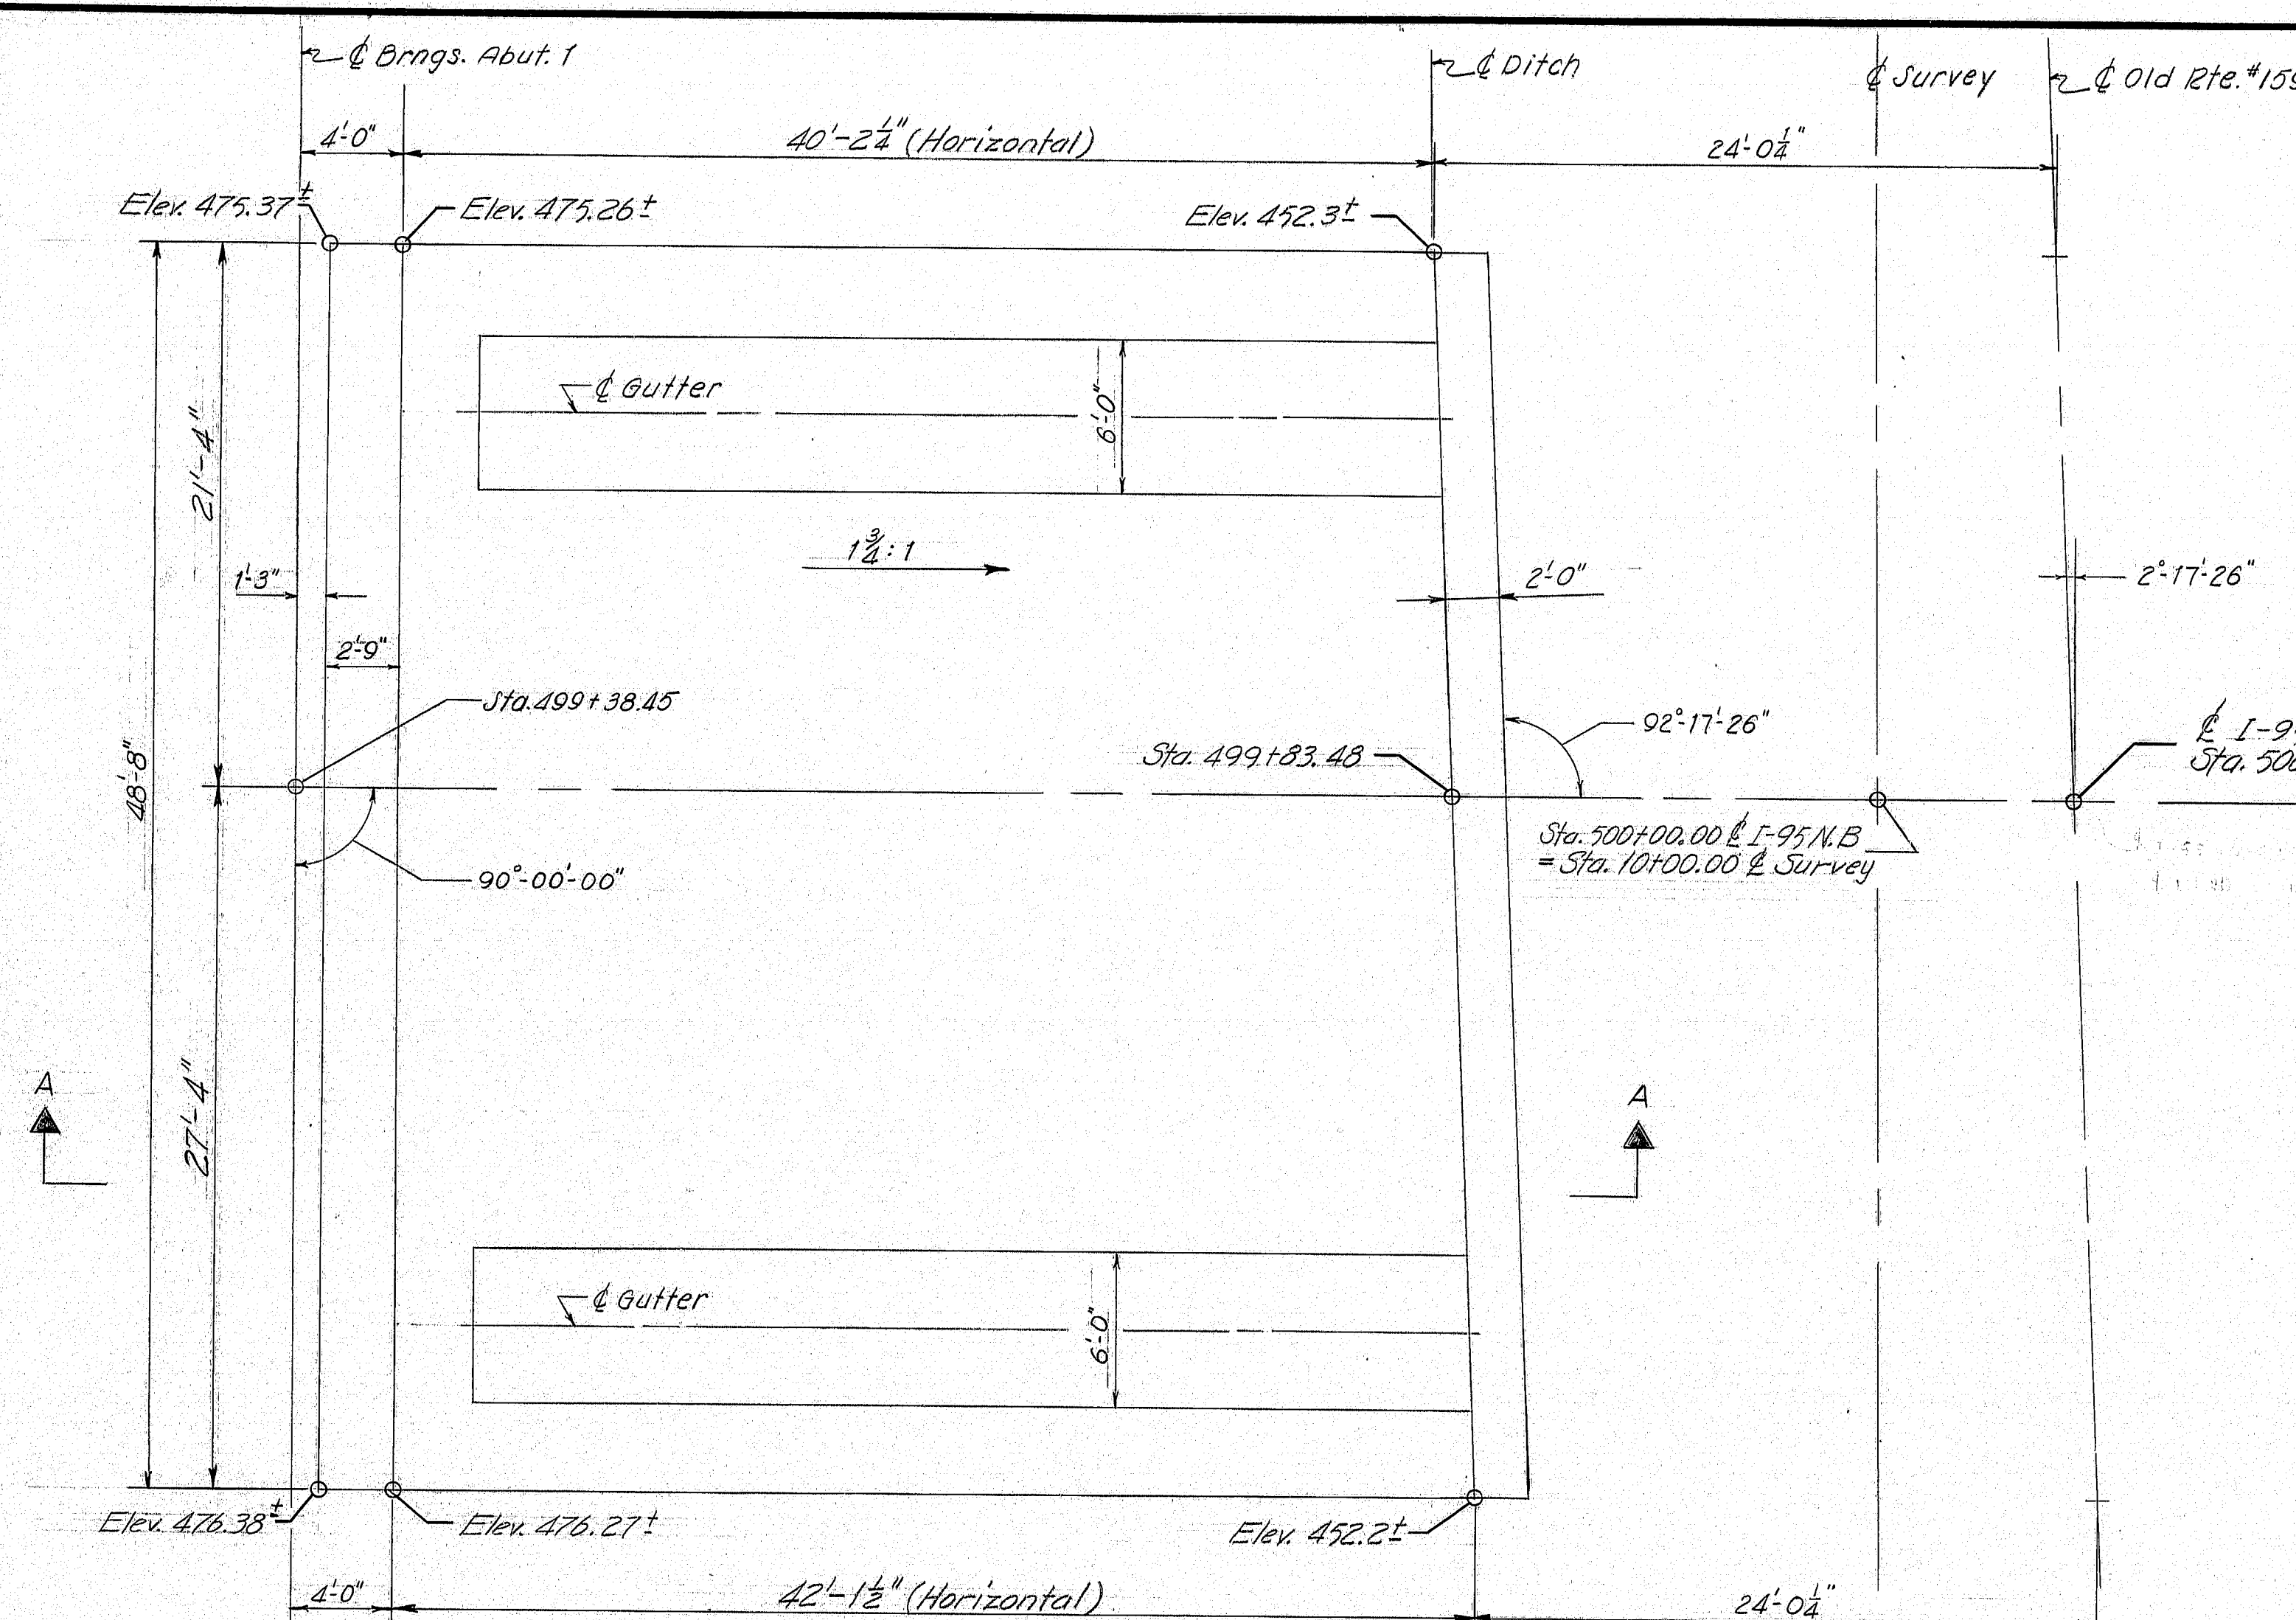 ℄ Brngs. Abut. 1
℄ Ditch
℄ Survey
℄ Old Rte. #159
4'-0"
40'-2¼" (Horizontal)
24'-0¼"
Elev. 475.37±
Elev. 475.26±
Elev. 452.3±
℄ Gutter
6'-0"
21'-4"
1¾:1
1'-3"
2'-0"
2°-17'-26"
2'-9"
Sta. 499+38.45
92°-17'-26"
Sta. 499+83.48
48'-8"
℄ I-9
Sta. 500
Sta. 500+00.00 ℄ I-95 N.B
= Sta. 10+00.00 ℄ Survey
90°-00'-00"
A
A
27'-4"
℄ Gutter
6'-0"
Elev. 476.38±
Elev. 476.27±
Elev. 452.2±
4'-0"
42'-1½" (Horizontal)
24'-0¼"